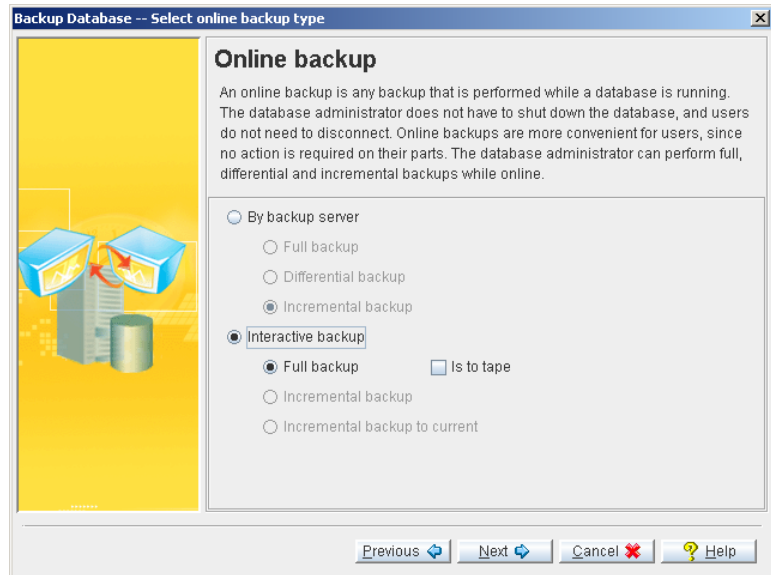 Backup Database -- Select online backup type
Online backup
An online backup is any backup that is performed while a database is running.
The database administrator does not have to shut down the database, and users
do not need to disconnect. Online backups are more convenient for users, since
no action is required on their parts. The database administrator can perform full,
differential and incremental backups while online.
By backup server
Full backup
Differential backup
Incremental backup
Interactive backup
Full backup Is to tape
Incremental backup
Incremental backup to current
Previous Next Cancel Help